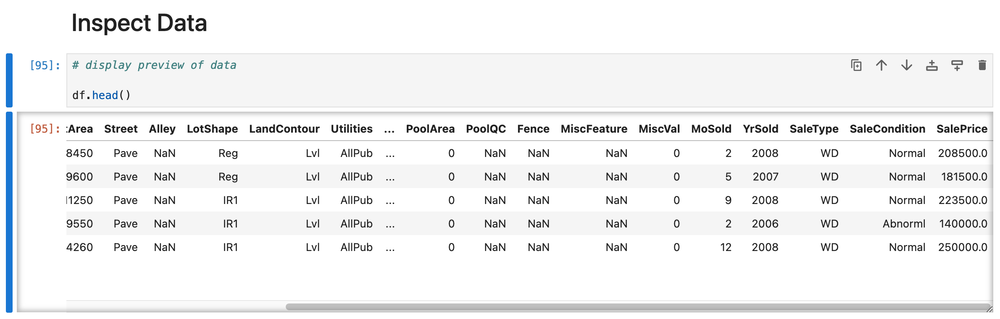 Inspect Data
[95]: # display preview of data
df.head()
[95]: tArea Street Alley LotShape LandContour Utilities ... PoolArea PoolQC Fence MiscFeature MiscVal MoSold YrSold SaleType SaleCondition SalePrice
8450 Pave NaN Reg Lvl AllPub ... 0 NaN NaN NaN 0 2 2008 WD Normal 208500.0
9600 Pave NaN Reg Lvl AllPub ... 0 NaN NaN NaN 0 5 2007 WD Normal 181500.0
11250 Pave NaN IR1 Lvl AllPub ... 0 NaN NaN NaN 0 9 2008 WD Normal 223500.0
9550 Pave NaN IR1 Lvl AllPub ... 0 NaN NaN NaN 0 2 2006 WD Abnorml 140000.0
4260 Pave NaN IR1 Lvl AllPub ... 0 NaN NaN NaN 0 12 2008 WD Normal 250000.0